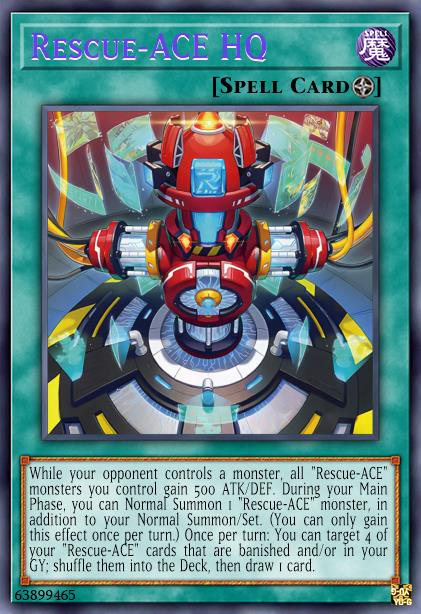 RESCUE-ACE HQ
SPELL
魔
[SPELL CARD]
While your opponent controls a monster, all "Rescue-ACE"
monsters you control gain 500 ATK/DEF. During your Main
Phase, you can Normal Summon 1 "Rescue-ACE" monster, in
addition to your Normal Summon/Set. (You can only gain
this effect once per turn.) Once per turn: You can target 4 of
your "Rescue-ACE" cards that are banished and/or in your
GY; shuffle them into the Deck, then draw 1 card.
63899465